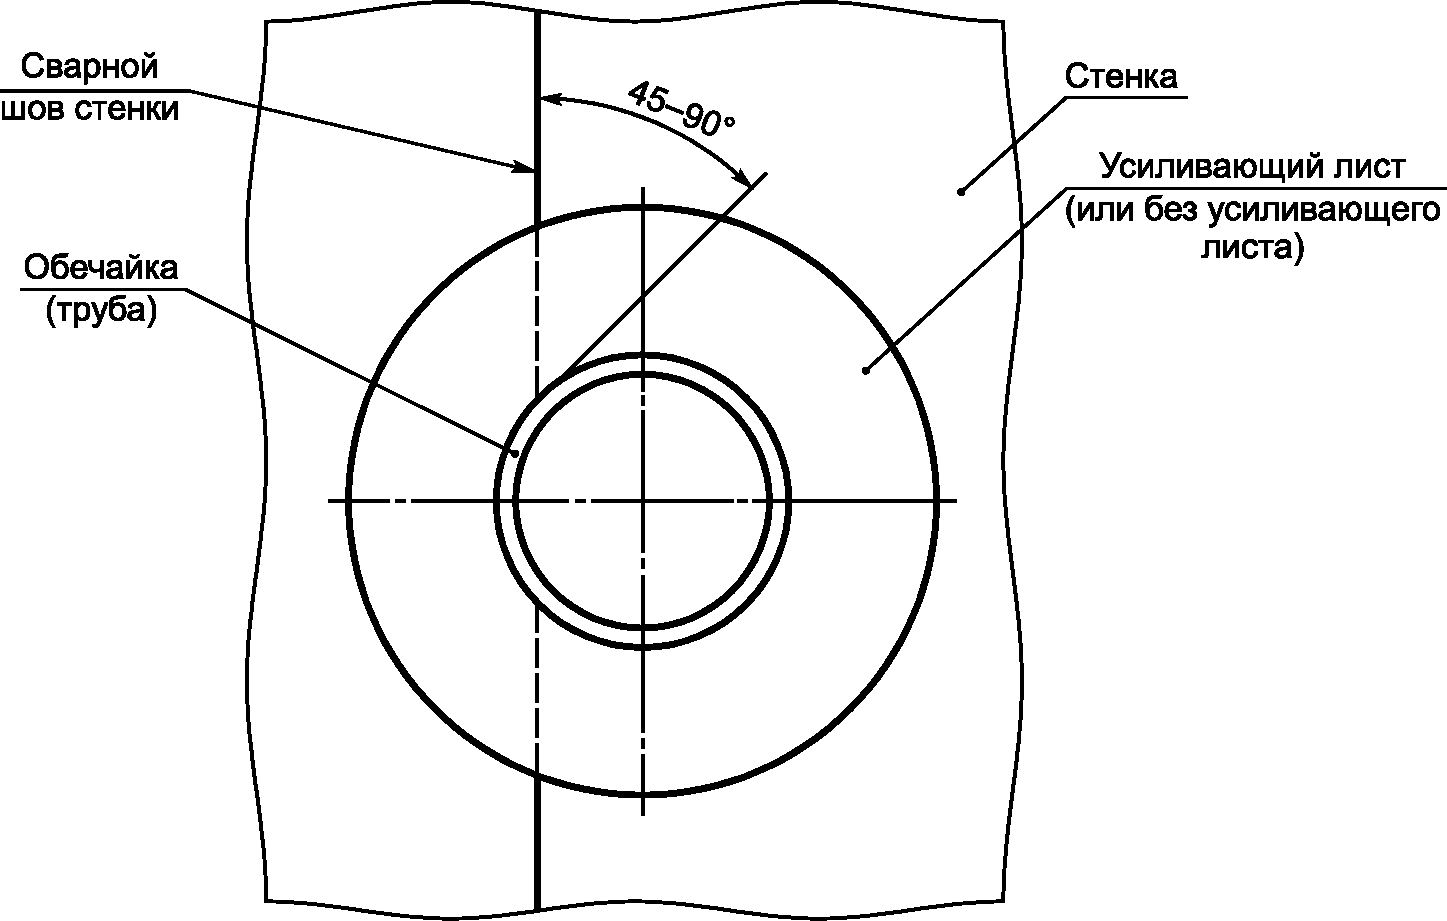 Сварной
шов стенки
45–90°
Стенка
Усиливающий лист
(или без усиливающего
листа)
Обечайка
(труба)